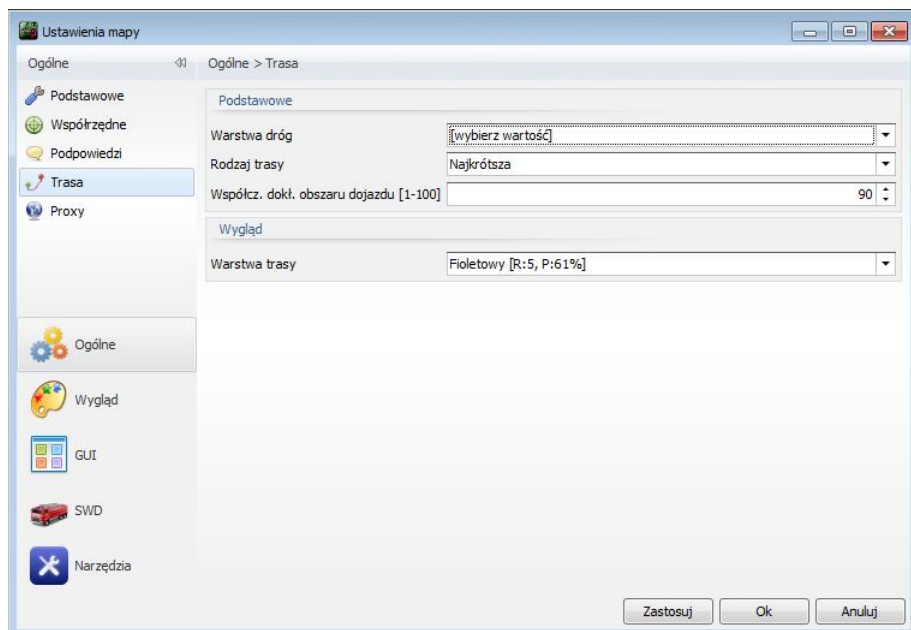 Ustawienia mapy
Ogólne
Ogólne > Trasa
Podstawowe
Współrzędne
Podpowiedzi
Trasa
Proxy
Podstawowe
Warstwa dróg
[wybierz wartość]
Rodzaj trasy
Najkrótsza
Współcz. dokł. obszaru dojazdu [1-100]
90
Wygląd
Warstwa trasy
Fioletowy [R:5, P:61%]
Ogólne
Wygląd
GUI
SWD
Narzędzia
Zastosuj
Ok
Anuluj